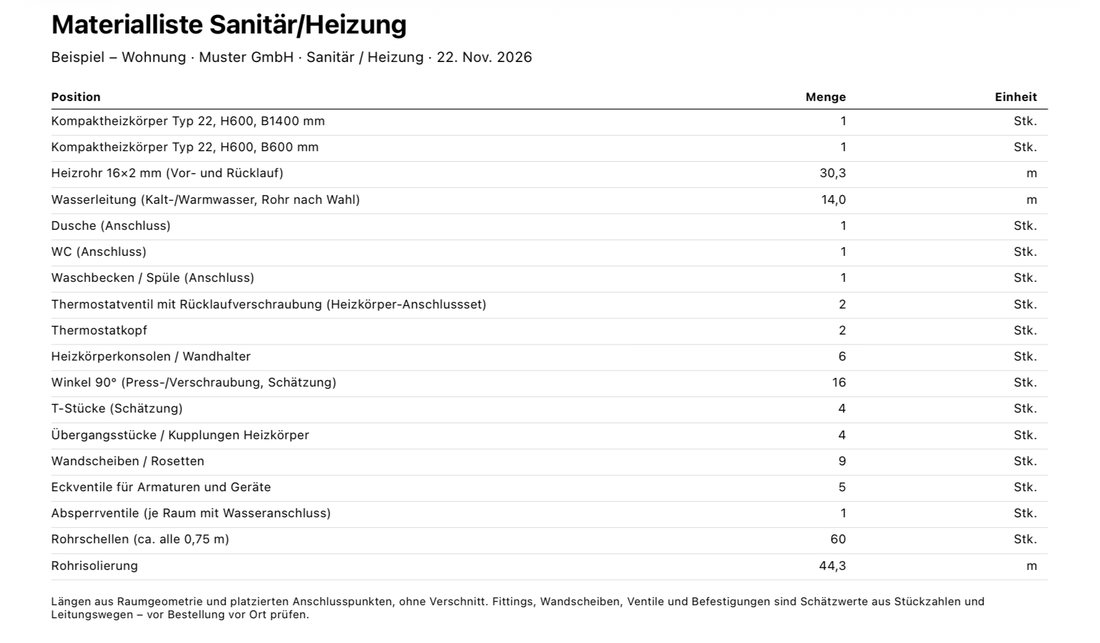 Materialliste Sanitär/Heizung
Beispiel – Wohnung · Muster GmbH · Sanitär / Heizung · 22. Nov. 2026
Position Menge Einheit
Kompaktheizkörper Typ 22, H600, B1400 mm 1 Stk.
Kompaktheizkörper Typ 22, H600, B600 mm 1 Stk.
Heizrohr 16×2 mm (Vor- und Rücklauf) 30,3 m
Wasserleitung (Kalt-/Warmwasser, Rohr nach Wahl) 14,0 m
Dusche (Anschluss) 1 Stk.
WC (Anschluss) 1 Stk.
Waschbecken / Spüle (Anschluss) 1 Stk.
Thermostatventil mit Rücklaufverschraubung (Heizkörper-Anschlussset) 2 Stk.
Thermostatkopf 2 Stk.
Heizkörperkonsolen / Wandhalter 6 Stk.
Winkel 90° (Press-/Verschraubung, Schätzung) 16 Stk.
T-Stücke (Schätzung) 4 Stk.
Übergangsstücke / Kupplungen Heizkörper 4 Stk.
Wandscheiben / Rosetten 9 Stk.
Eckventile für Armaturen und Geräte 5 Stk.
Absperrventile (je Raum mit Wasseranschluss) 1 Stk.
Rohrschellen (ca. alle 0,75 m) 60 Stk.
Rohrisolierung 44,3 m
Längen aus Raumgeometrie und platzierten Anschlusspunkten, ohne Verschnitt. Fittings, Wandscheiben, Ventile und Befestigungen sind Schätzwerte aus Stückzahlen und
Leitungswegen – vor Bestellung vor Ort prüfen.